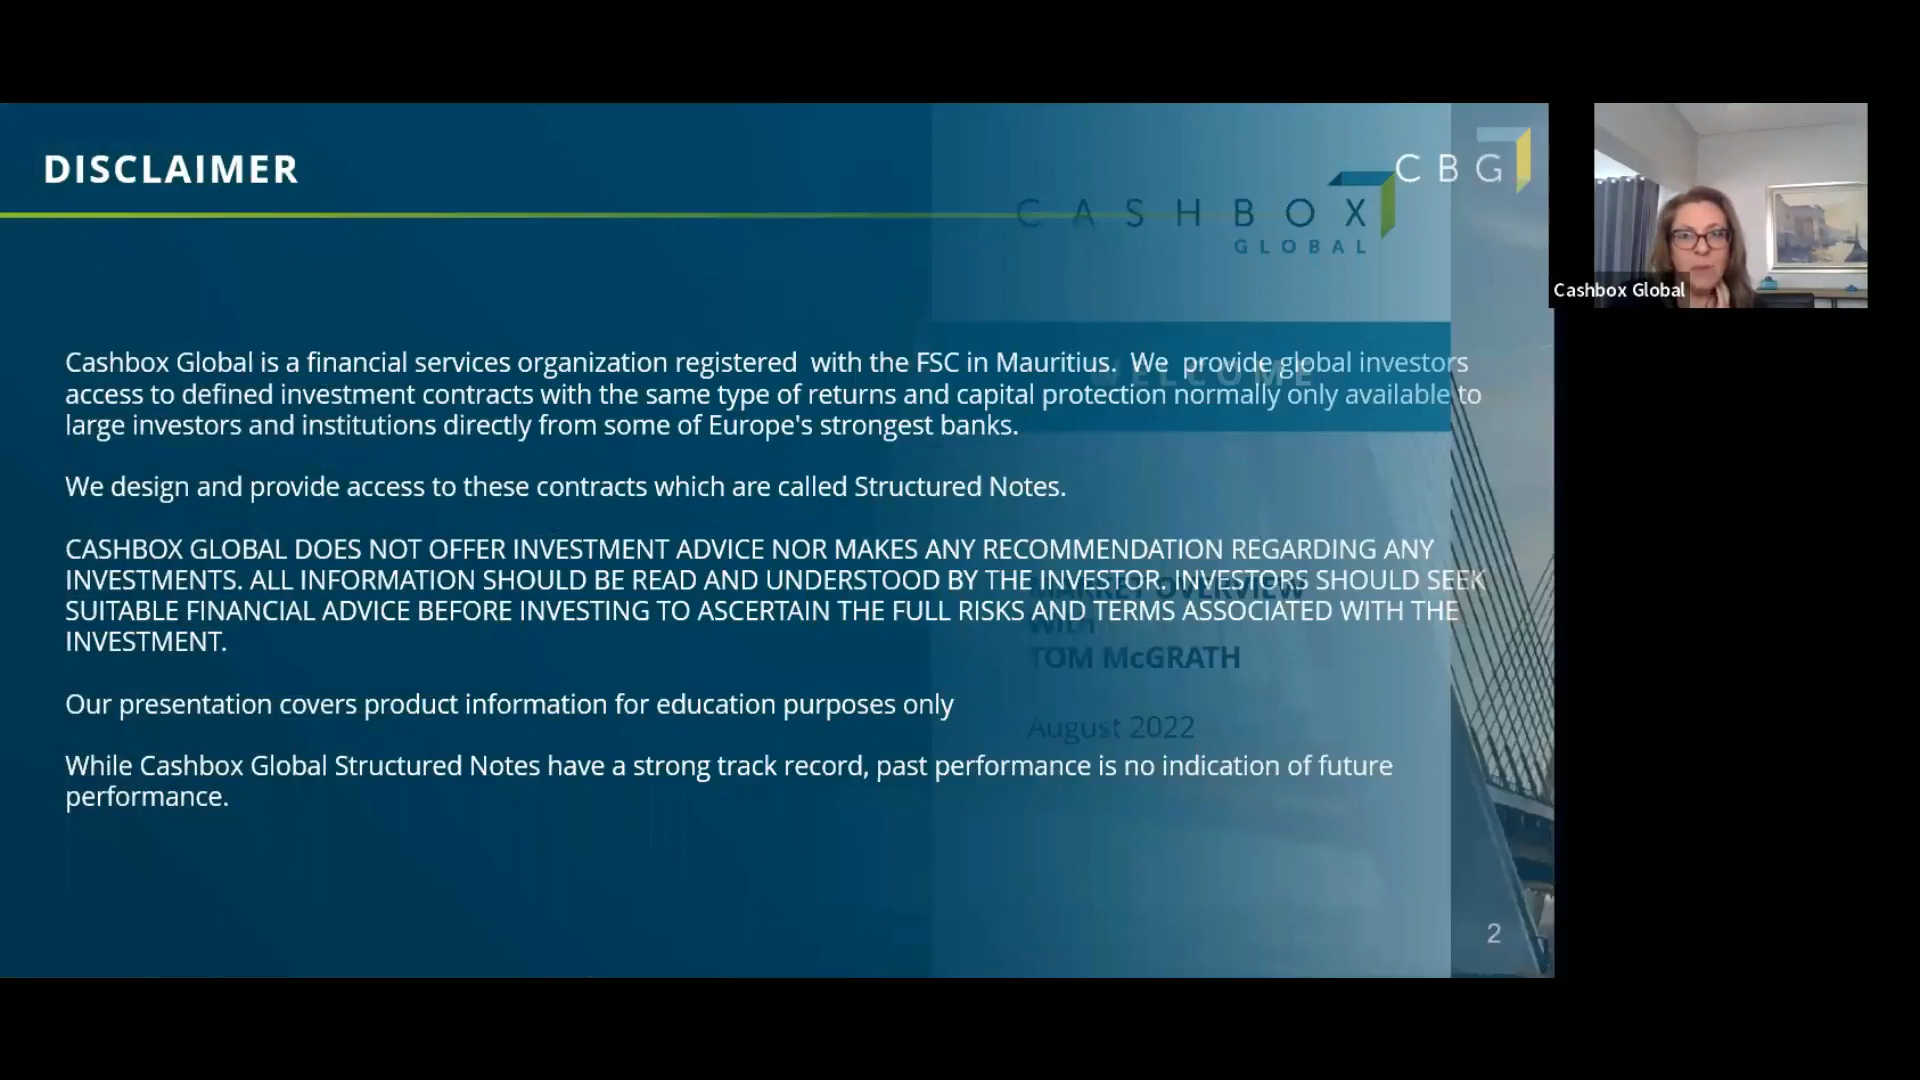 DISCLAIMER
CBG
CASHBOX
GLOBAL
WELCOME
Cashbox Global is a financial services organization registered with the FSC in Mauritius. We provide global investors
access to defined investment contracts with the same type of returns and capital protection normally only available to
large investors and institutions directly from some of Europe's strongest banks.
We design and provide access to these contracts which are called Structured Notes.
CASHBOX GLOBAL DOES NOT OFFER INVESTMENT ADVICE NOR MAKES ANY RECOMMENDATION REGARDING ANY
INVESTMENTS. ALL INFORMATION SHOULD BE READ AND UNDERSTOOD BY THE INVESTOR. INVESTORS SHOULD SEEK
SUITABLE FINANCIAL ADVICE BEFORE INVESTING TO ASCERTAIN THE FULL RISKS AND TERMS ASSOCIATED WITH THE
INVESTMENT.
Our presentation covers product information for education purposes only
While Cashbox Global Structured Notes have a strong track record, past performance is no indication of future
performance.
MARKET OVERVIEW
with
TOM McGRATH
August 2022
2
Cashbox Global